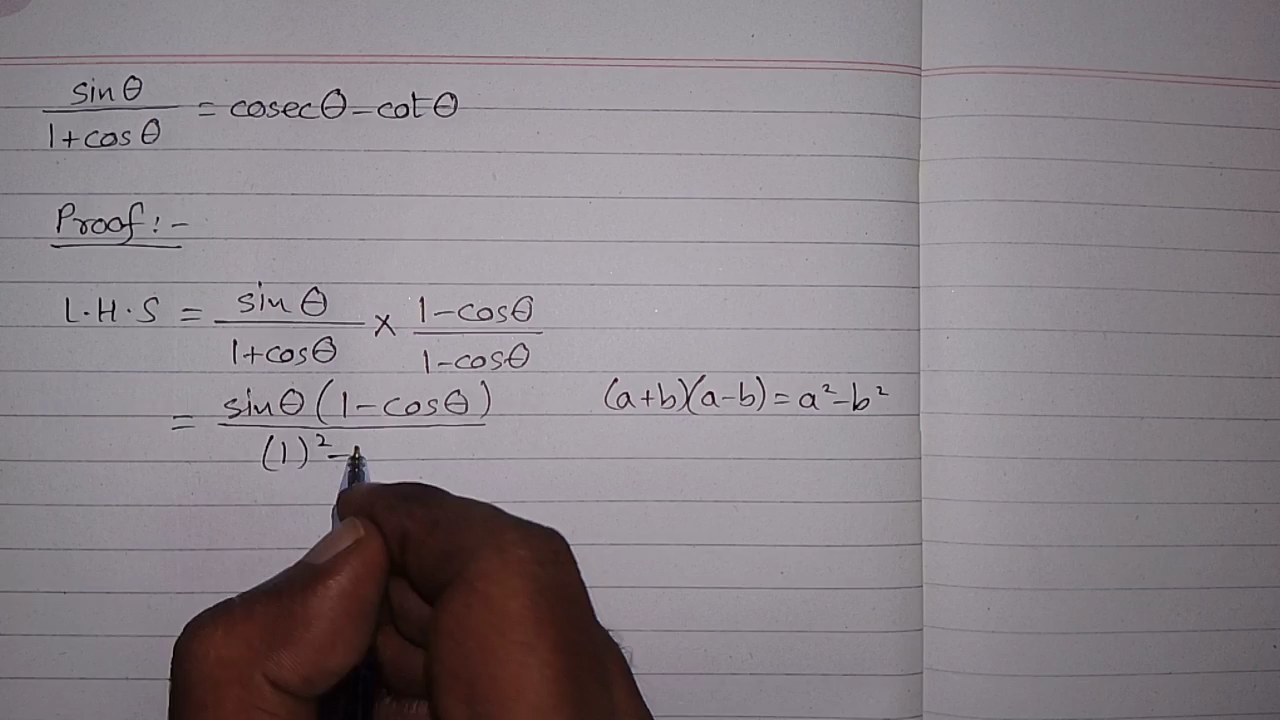 sinθ
1+cosθ = cosecθ-cotθ
Proof:-
L.H.S = sinθ/1+cosθ × 1-cosθ/1-cosθ
= sinθ(1-cosθ)/(1)²- (a+b)(a-b)=a²-b²